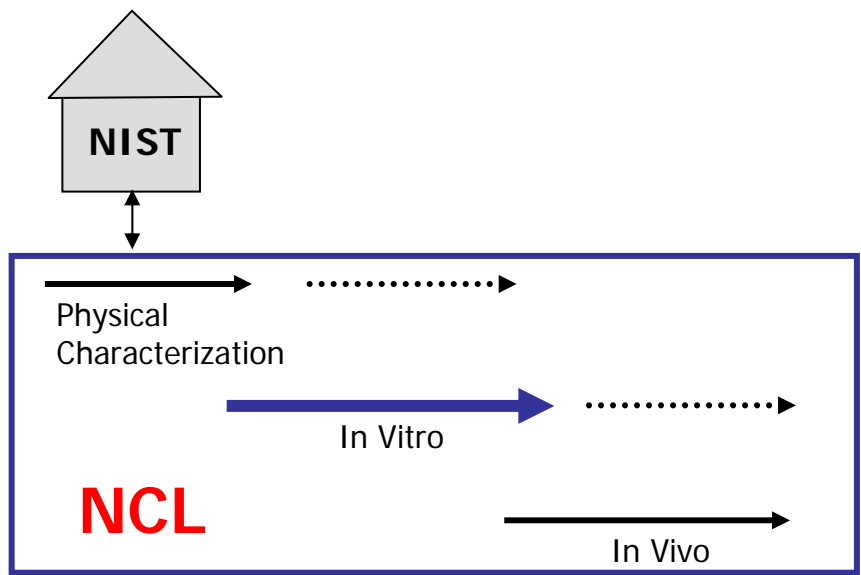 NIST
Physical
Characterization
In Vitro
NCL
In Vivo